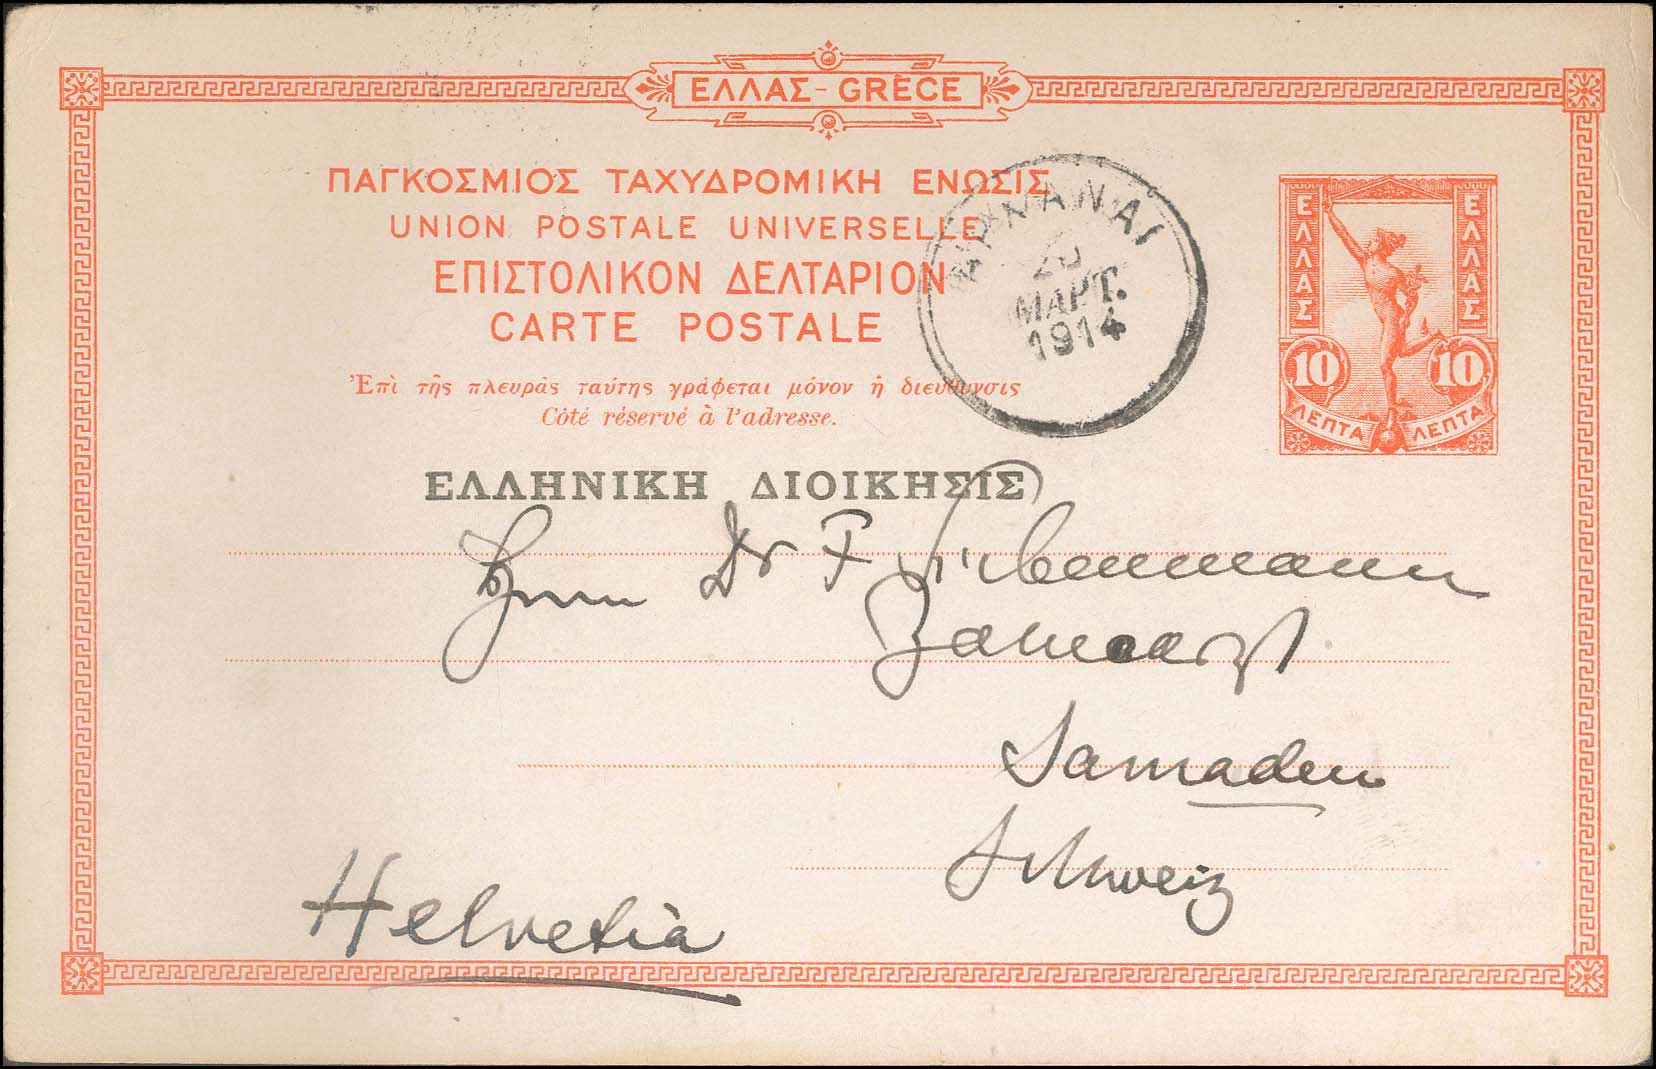 ΕΛΛΑΣ - GRÈCE
ΠΑΓΚΟΣΜΙΟΣ ΤΑΧΥΔΡΟΜΙΚΗ ΕΝΩΣΙΣ
UNION POSTALE UNIVERSELLE
ΕΠΙΣΤΟΛΙΚΟΝ ΔΕΛΤΑΡΙΟΝ
CARTE POSTALE
Ἐπὶ τῆς πλευρᾶς ταύτης γράφεται μόνον ἡ διεύθυνσις
Côté réservé à l'adresse.
ΜΑΡΤ.
1914
ΕΛΛΑΣ ΕΛΛΑΣ
10 10
ΛΕΠΤΑ ΛΕΠΤΑ
ΕΛΛΗΝΙΚΗ ΔΙΟΙΚΗΣΙΣ
Herrn Dr F
Samaden
Schweiz
Helvetia